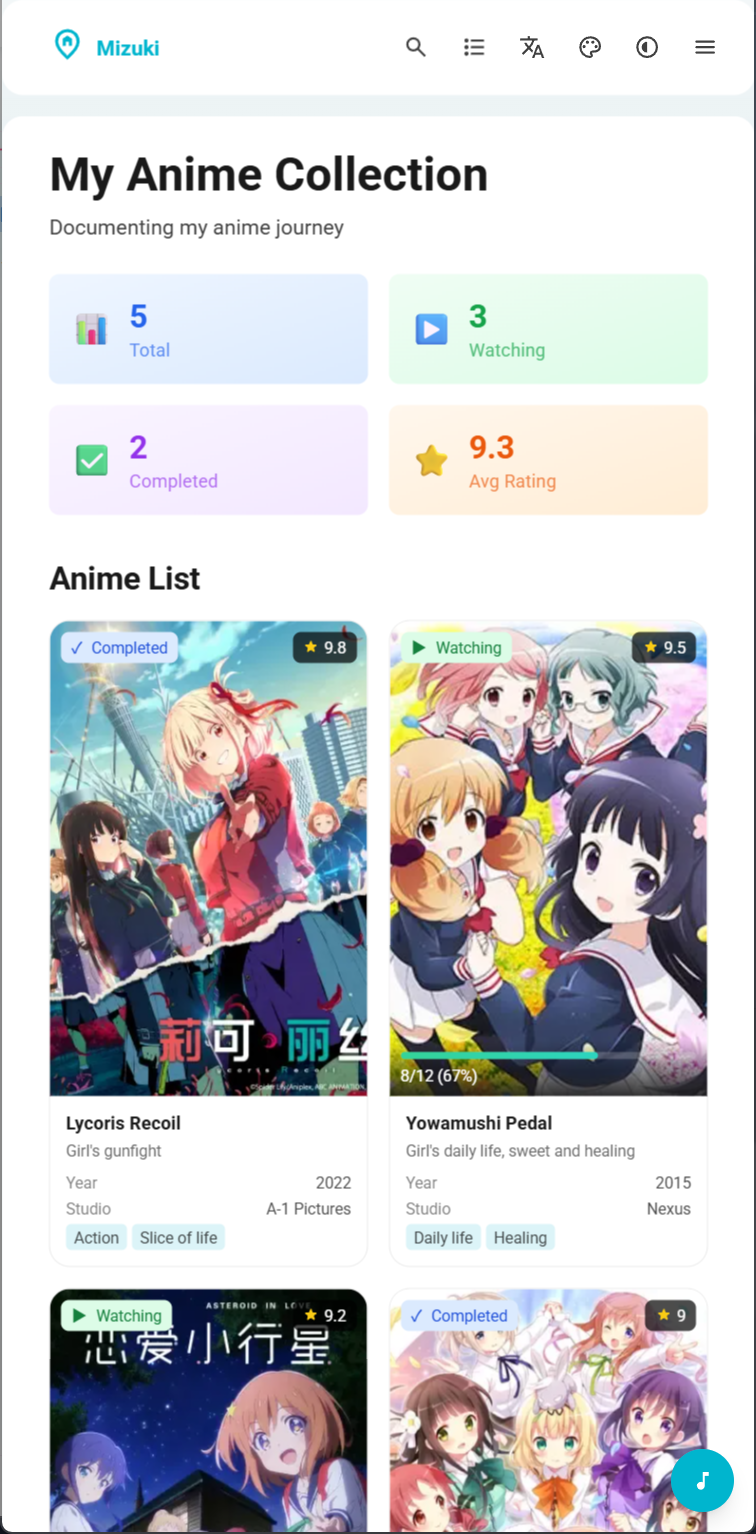 Mizuki
My Anime Collection
Documenting my anime journey
5
Total
3
Watching
2
Completed
9.3
Avg Rating
Anime List
✓ Completed
★ 9.8
莉可·丽丝
Lycoris Recoil
Lycoris Recoil
Girl's gunfight
Year 2022
Studio A-1 Pictures
Action Slice of life
▶ Watching
★ 9.5
8/12 (67%)
Yowamushi Pedal
Girl's daily life, sweet and healing
Year 2015
Studio Nexus
Daily life Healing
▶ Watching
★ 9.2
ASTEROID IN LOVE
恋爱小行星
✓ Completed
★ 9